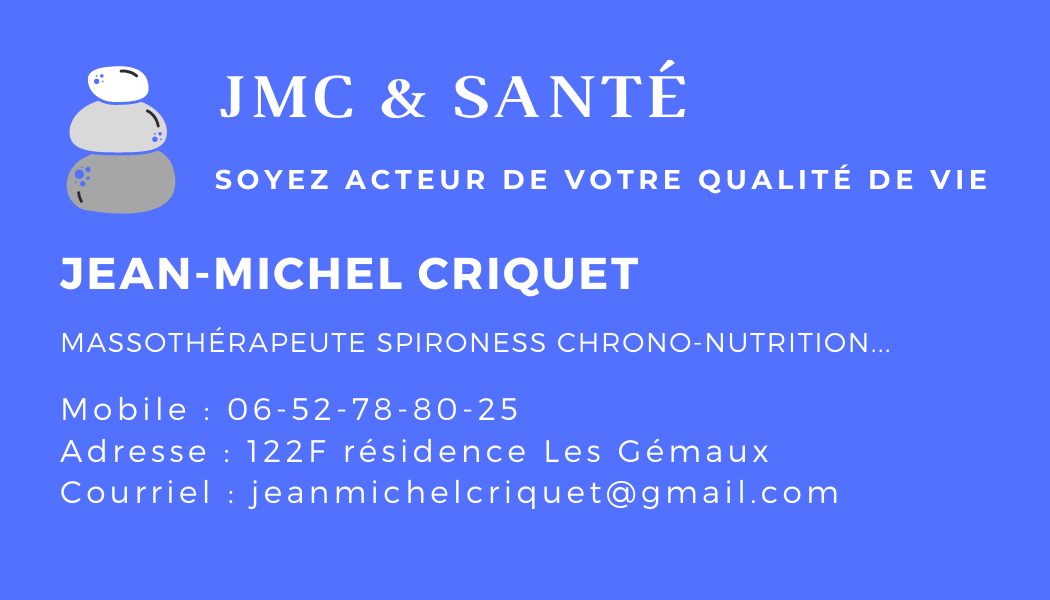 JMC & SANTÉ
SOYEZ ACTEUR DE VOTRE QUALITÉ DE VIE
JEAN-MICHEL CRIQUET
MASSOTHÉRAPEUTE SPIRONESS CHRONO-NUTRITION...
Mobile : 06-52-78-80-25
Adresse : 122F résidence Les Gémaux
Courriel : jeanmichelcriquet@gmail.com